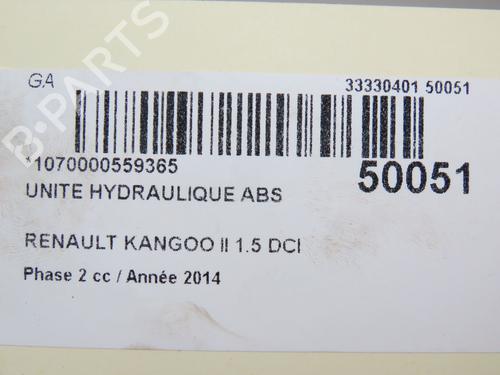 GA
33330401 50051
*1070000559365
50051
UNITE HYDRAULIQUE ABS
RENAULT KANGOO II 1.5 DCI
Phase 2 cc / Année 2014
B-PARTS